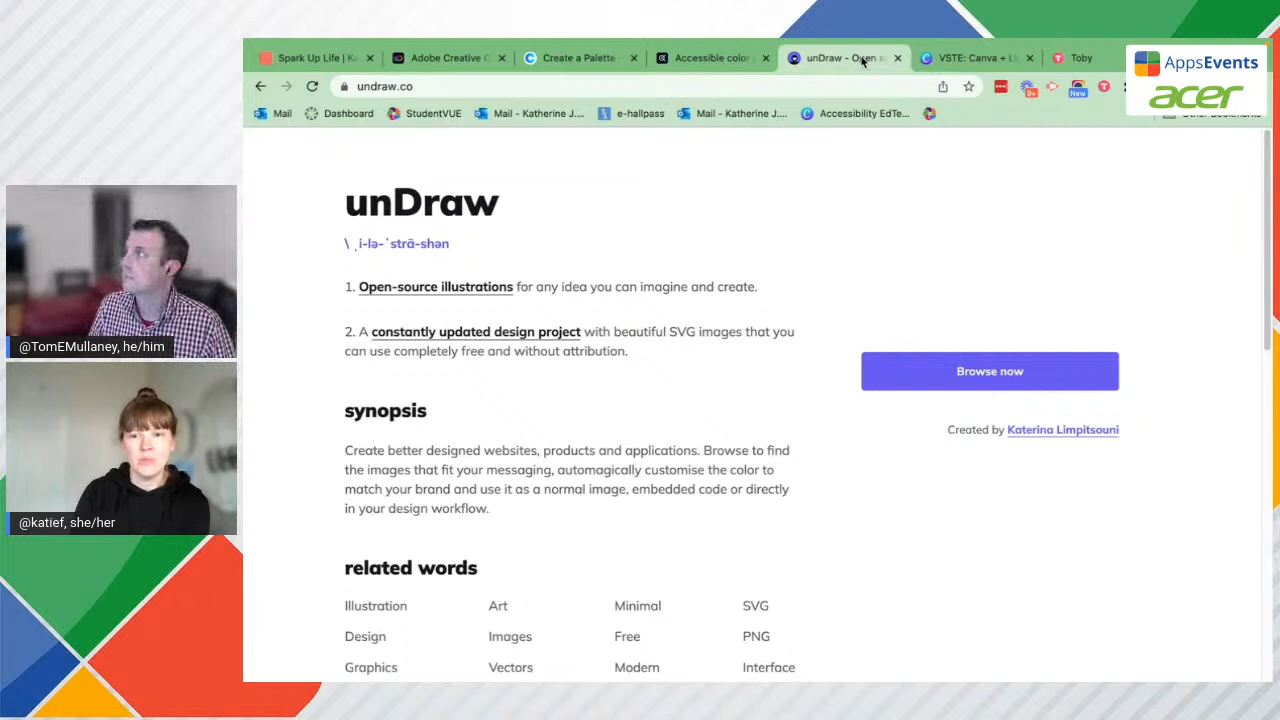 Spark Up Life | Ka
Adobe Creative C
Create a Palette -
Accessible color
unDraw - Open s
VSTE: Canva + Li
Toby
AppsEvents
acer
undraw.co
9+
New
Mail
Dashboard
StudentVUE
Mail - Katherine J....
e-hallpass
Mail - Katherine J....
Accessibility EdTe...
Other Bookmarks
unDraw
\ ˌi-lə-ˈstrā-shən
1. Open-source illustrations for any idea you can imagine and create.
2. A constantly updated design project with beautiful SVG images that you
can use completely free and without attribution.
Browse now
Created by Katerina Limpitsouni
synopsis
Create better designed websites, products and applications. Browse to find
the images that fit your messaging, automagically customise the color to
match your brand and use it as a normal image, embedded code or directly
in your design workflow.
related words
Illustration Art Minimal SVG
Design Images Free PNG
Graphics Vectors Modern Interface
@TomEMullaney, he/him
@katief, she/her